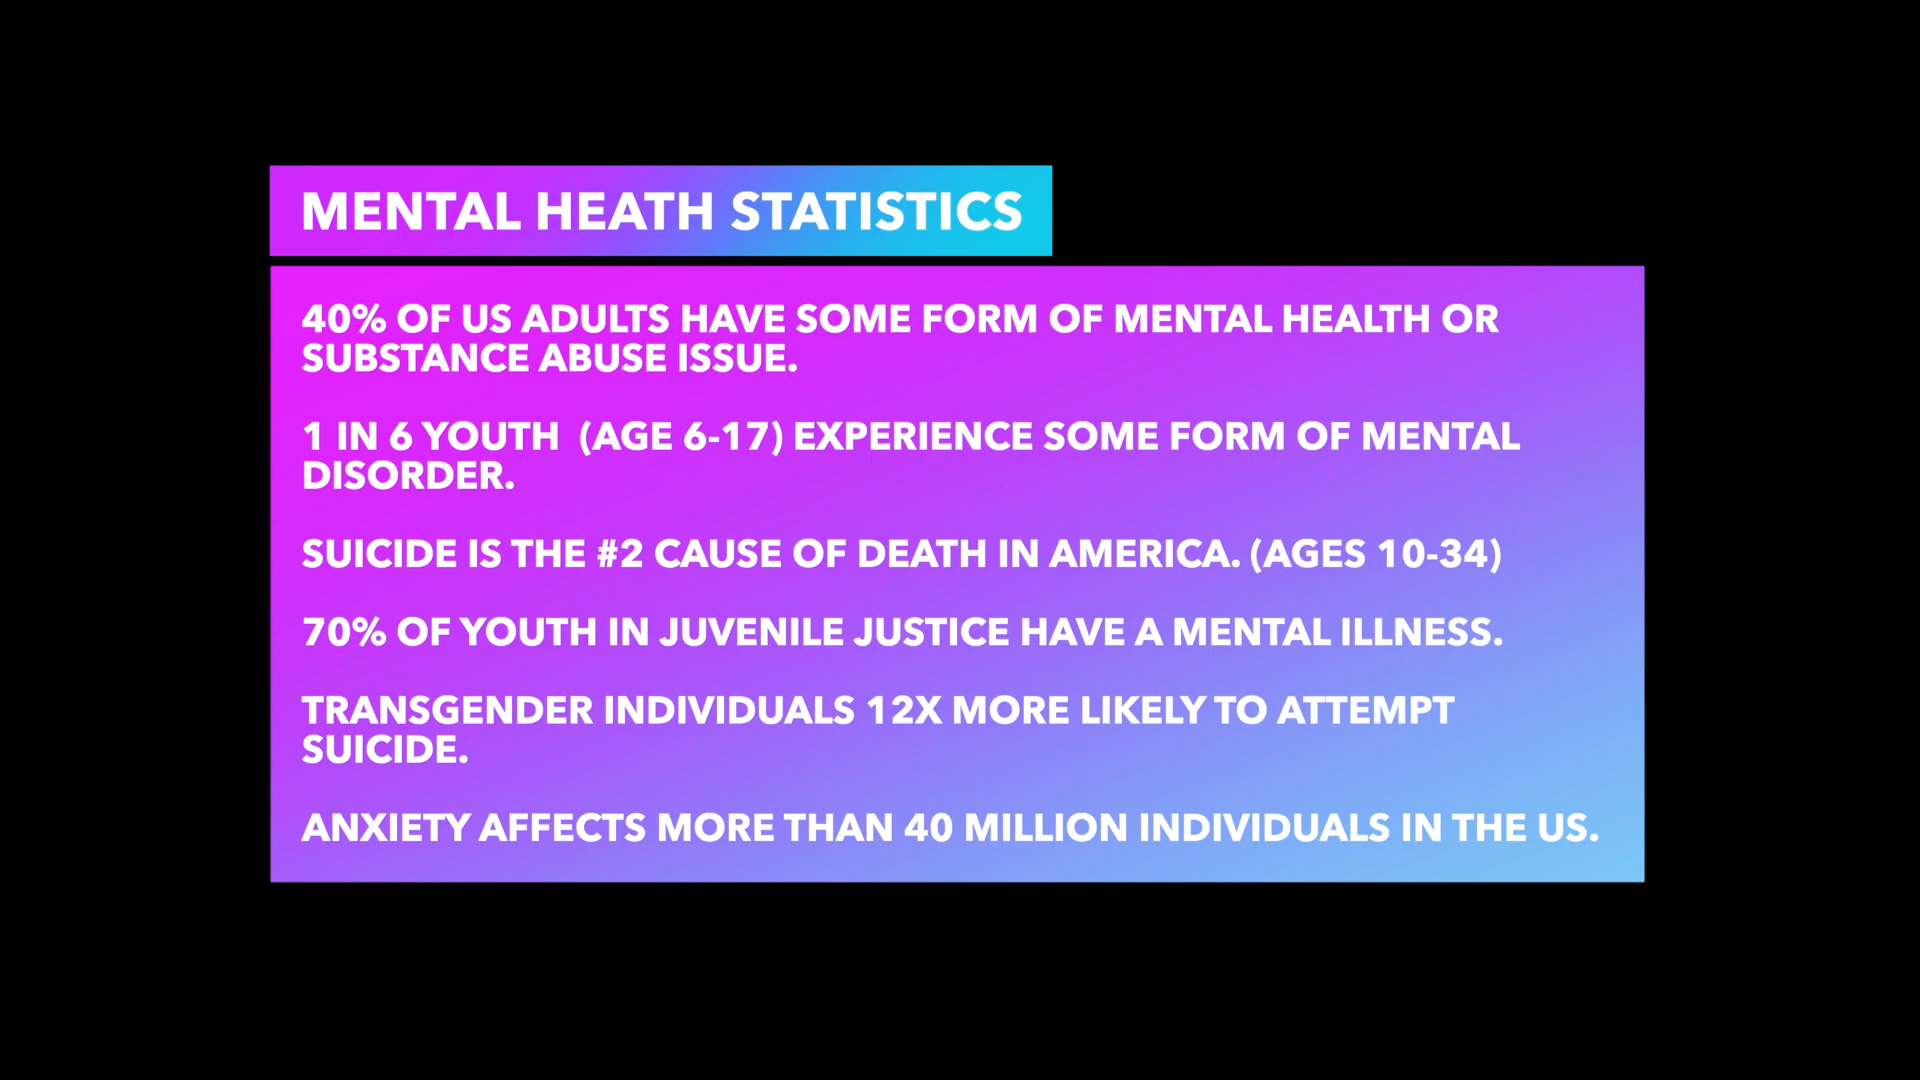 MENTAL HEATH STATISTICS
40% OF US ADULTS HAVE SOME FORM OF MENTAL HEALTH OR
SUBSTANCE ABUSE ISSUE.
1 IN 6 YOUTH  (AGE 6-17) EXPERIENCE SOME FORM OF MENTAL
DISORDER.
SUICIDE IS THE #2 CAUSE OF DEATH IN AMERICA. (AGES 10-34)
70% OF YOUTH IN JUVENILE JUSTICE HAVE A MENTAL ILLNESS.
TRANSGENDER INDIVIDUALS 12X MORE LIKELY TO ATTEMPT
SUICIDE.
ANXIETY AFFECTS MORE THAN 40 MILLION INDIVIDUALS IN THE US.